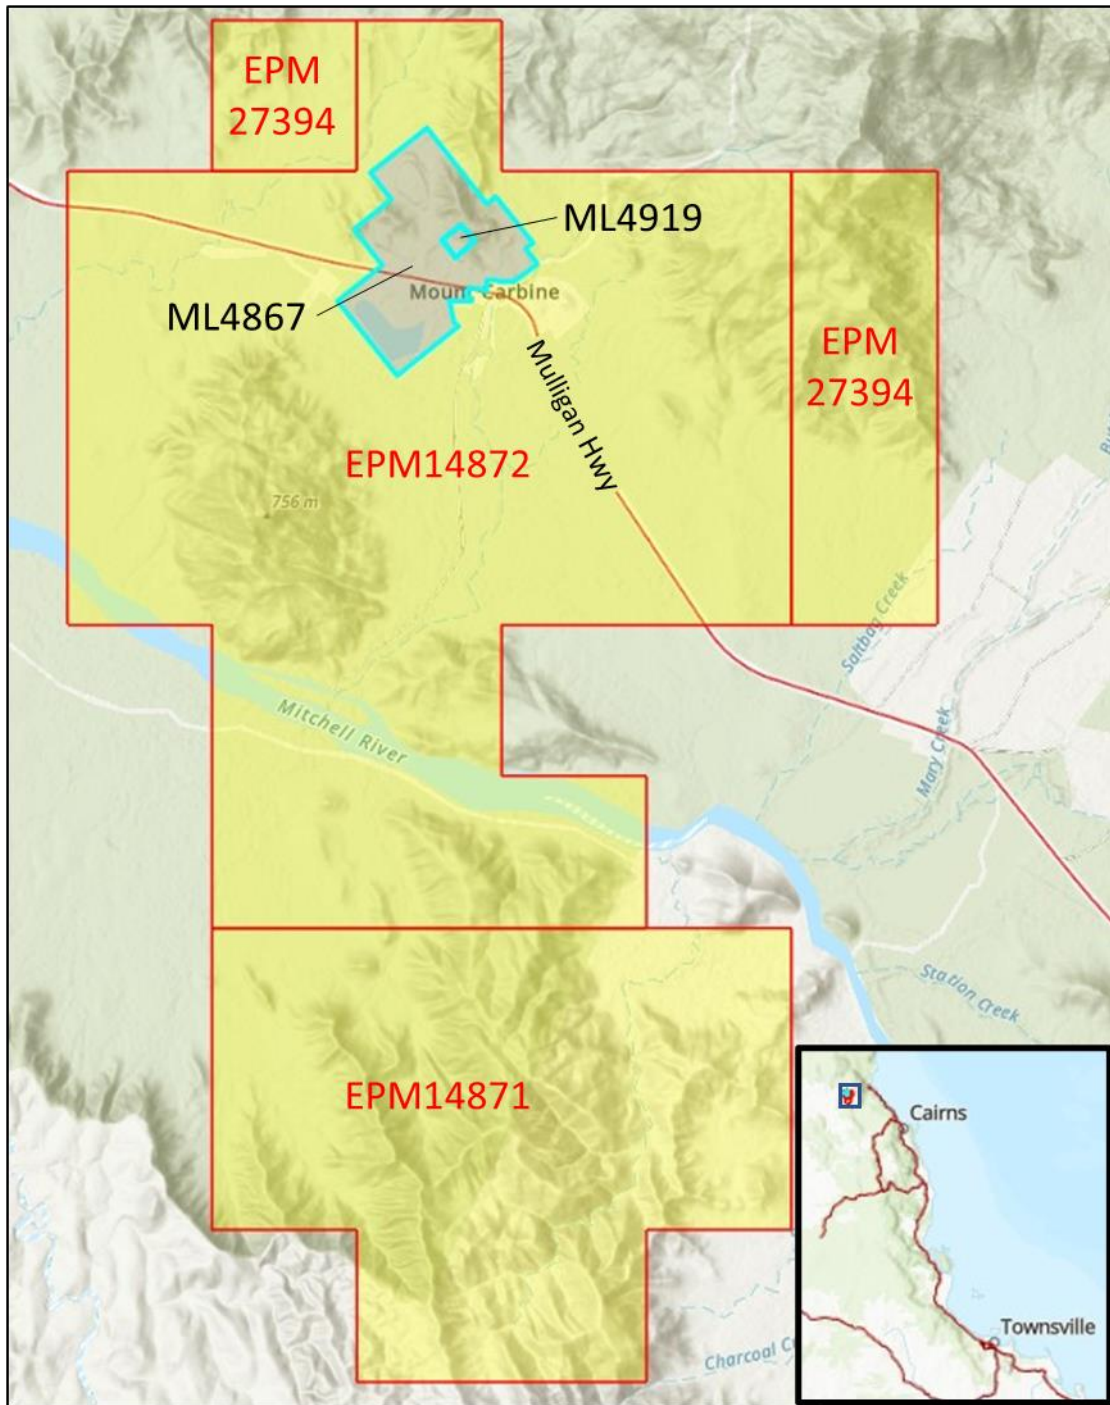 EPM
27394
ML4919
Mount Carbine
ML4867
EPM
27394
Mulligan Hwy
EPM14872
756 m
Saltbag Creek
Mitchell River
Mary Creek
Station Creek
EPM14871
Cairns
Townsville
Charcoal